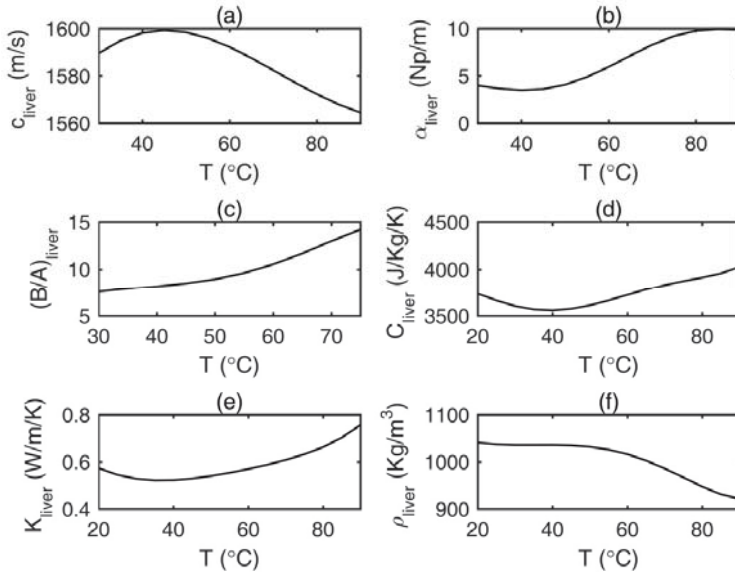 (a)
1600
1580
1560
c_liver (m/s)
40 60 80
T (°C)
(b)
10
5
0
α_liver (Np/m)
40 60 80
T (°C)
(c)
15
10
5
(B/A)_liver
30 40 50 60 70
T (°C)
(d)
4500
4000
3500
C_liver (J/Kg/K)
20 40 60 80
T (°C)
(e)
0.8
0.6
0.4
K_liver (W/m/K)
20 40 60 80
T (°C)
(f)
1100
1000
900
ρ_liver (Kg/m³)
20 40 60 80
T (°C)